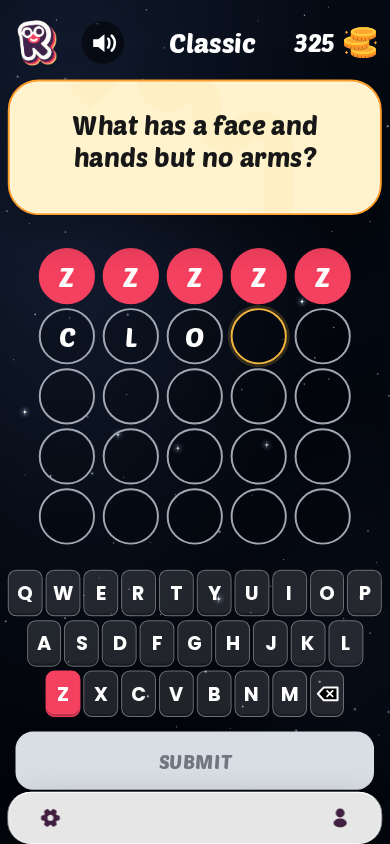 R
Classic
325
What has a face and
hands but no arms?
Z Z Z Z Z
C L O
Q W E R T Y U I O P
A S D F G H J K L
Z X C V B N M
SUBMIT